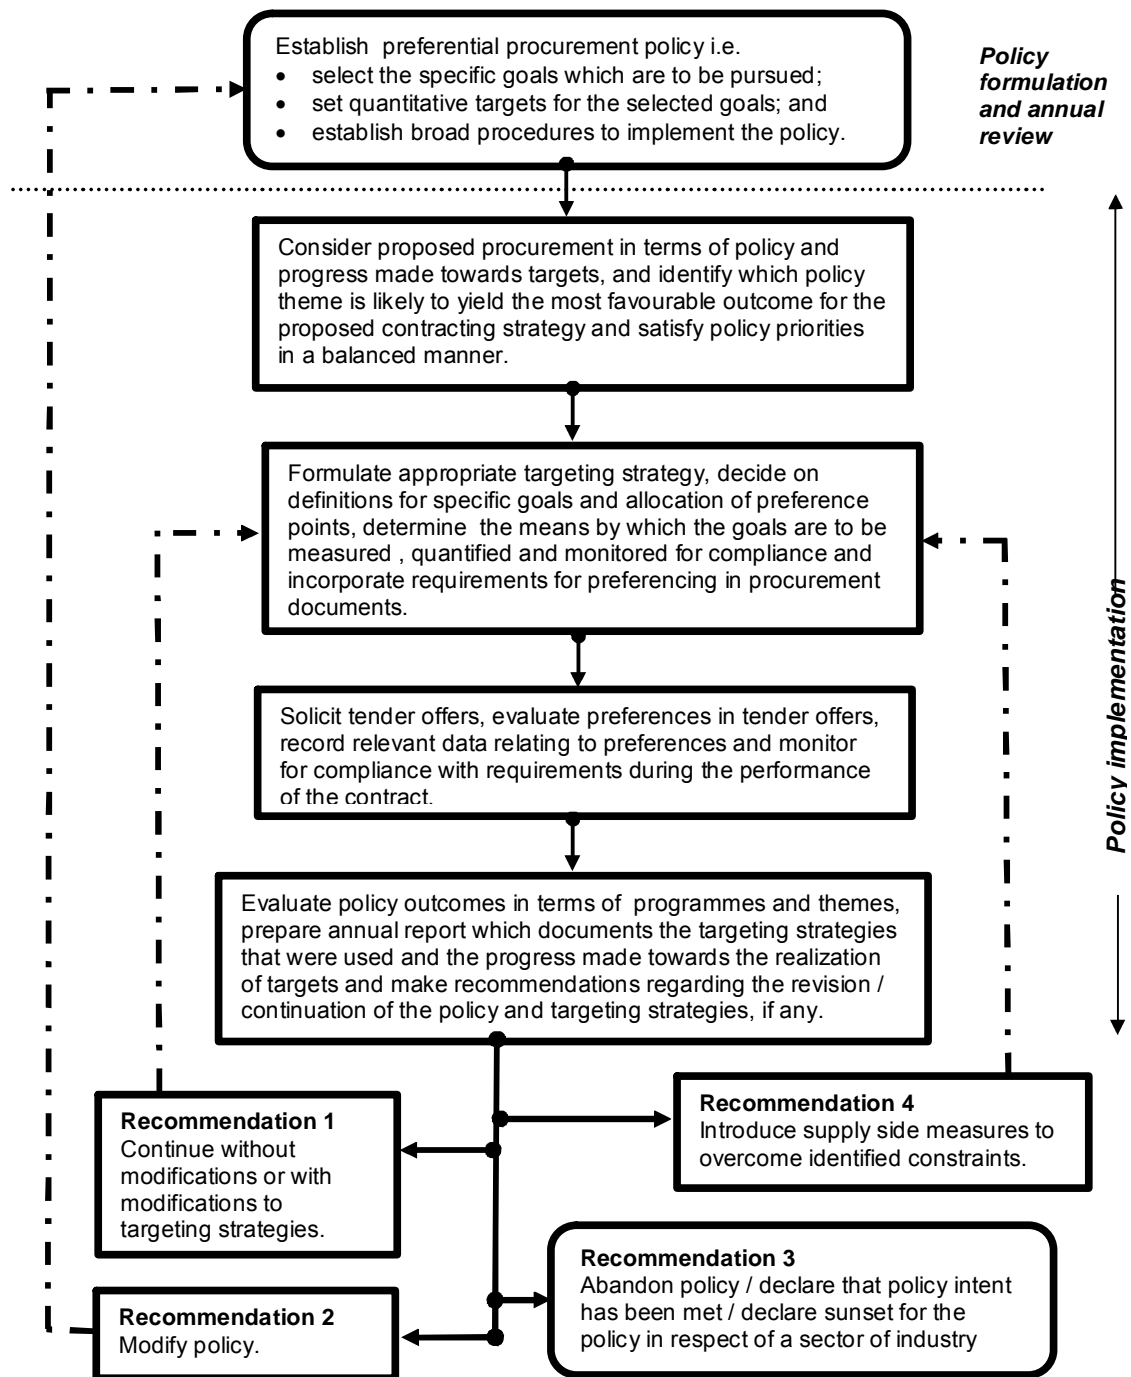 Establish preferential procurement policy i.e.
• select the specific goals which are to be pursued;
• set quantitative targets for the selected goals; and
• establish broad procedures to implement the policy.
Policy
formulation
and annual
review
Consider proposed procurement in terms of policy and
progress made towards targets, and identify which policy
theme is likely to yield the most favourable outcome for the
proposed contracting strategy and satisfy policy priorities
in a balanced manner.
Formulate appropriate targeting strategy, decide on
definitions for specific goals and allocation of preference
points, determine the means by which the goals are to be
measured , quantified and monitored for compliance and
incorporate requirements for preferencing in procurement
documents.
Policy implementation
Solicit tender offers, evaluate preferences in tender offers,
record relevant data relating to preferences and monitor
for compliance with requirements during the performance
of the contract.
Evaluate policy outcomes in terms of programmes and themes,
prepare annual report which documents the targeting strategies
that were used and the progress made towards the realization
of targets and make recommendations regarding the revision /
continuation of the policy and targeting strategies, if any.
Recommendation 1
Continue without
modifications or with
modifications to
targeting strategies.
Recommendation 4
Introduce supply side measures to
overcome identified constraints.
Recommendation 3
Abandon policy / declare that policy intent
has been met / declare sunset for the
policy in respect of a sector of industry
Recommendation 2
Modify policy.